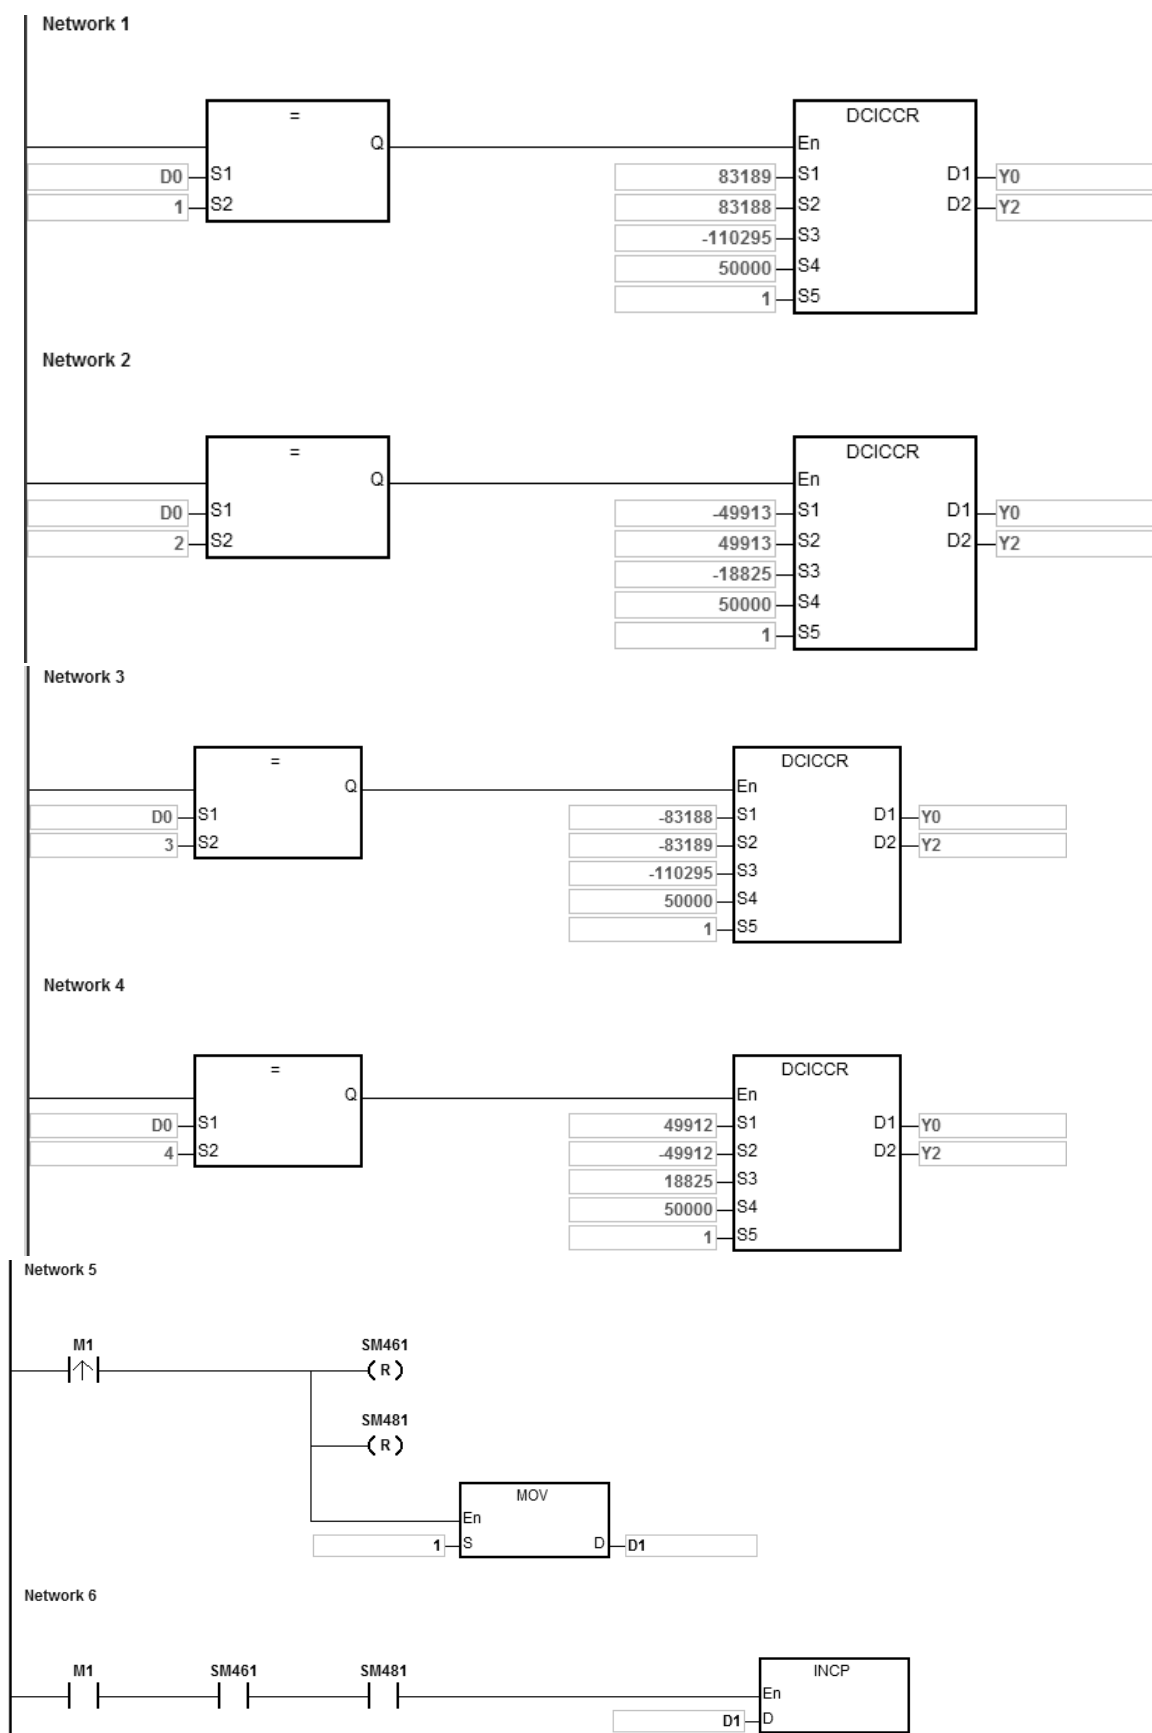 Network 1
=
DCICCR
Q
En
D0 S1
83189 S1 D1 Y0
1 S2
83188 S2 D2 Y2
-110295 S3
50000 S4
1 S5
Network 2
=
DCICCR
Q
En
D0 S1
-49913 S1 D1 Y0
2 S2
49913 S2 D2 Y2
-18825 S3
50000 S4
1 S5
Network 3
=
DCICCR
Q
En
D0 S1
-83188 S1 D1 Y0
3 S2
-83189 S2 D2 Y2
-110295 S3
50000 S4
1 S5
Network 4
=
DCICCR
Q
En
D0 S1
49912 S1 D1 Y0
4 S2
-49912 S2 D2 Y2
18825 S3
50000 S4
1 S5
Network 5
M1
SM461
R
SM481
R
MOV
En
1 S D D1
Network 6
M1 SM461 SM481
INCP
En
D1 D